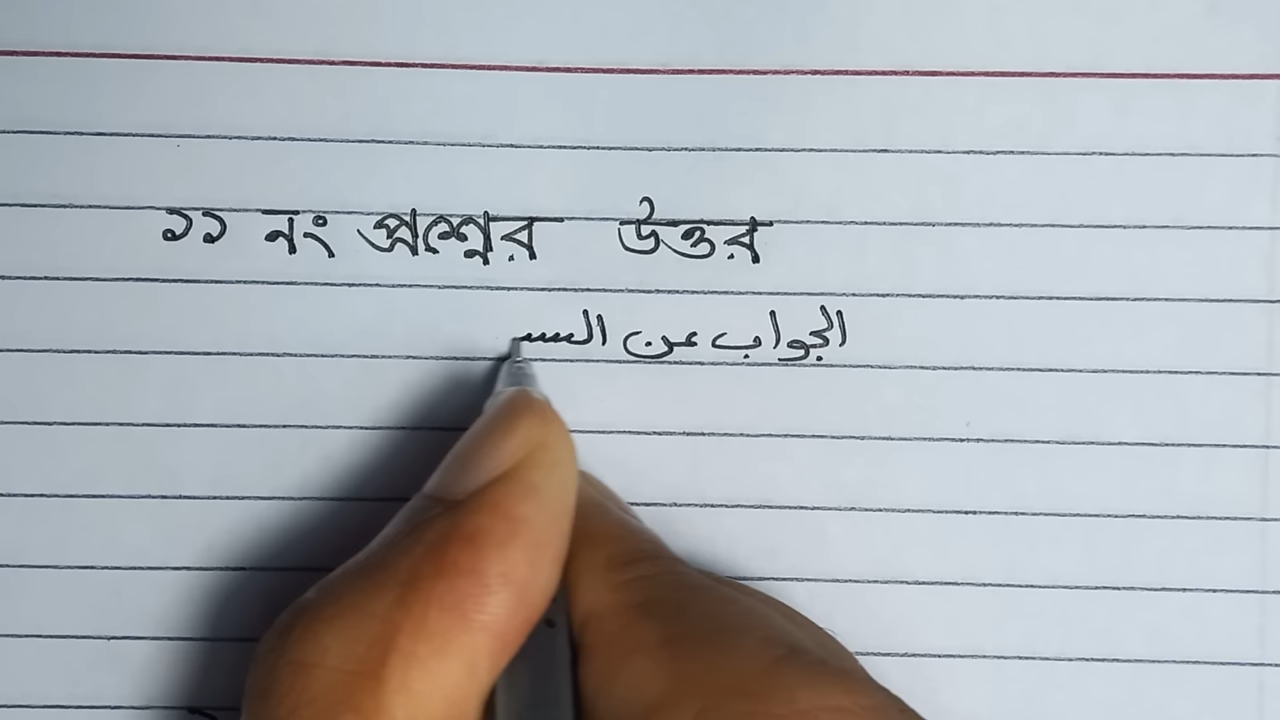 ১১ নং প্রশ্নের উত্তর
الجواب عن الس